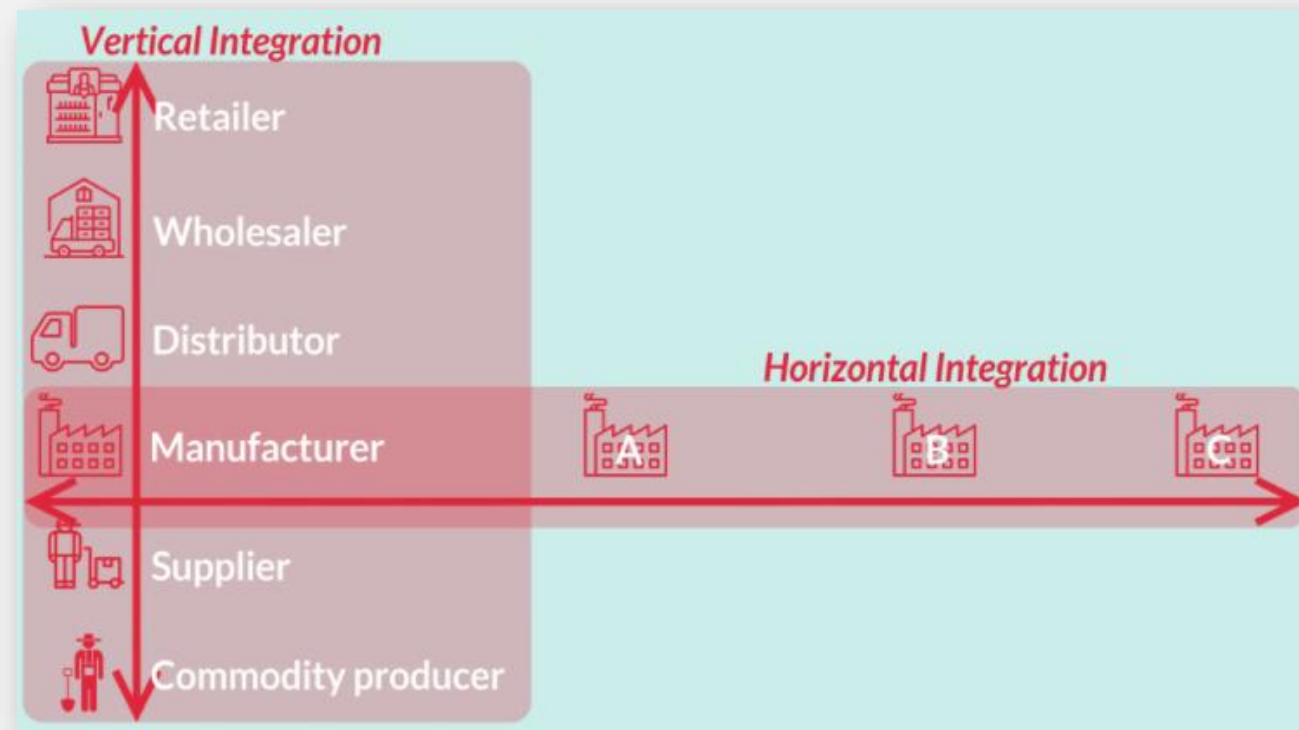 Vertical Integration
Retailer
Wholesaler
Distributor
Horizontal Integration
Manufacturer
A
B
C
Supplier
Commodity producer